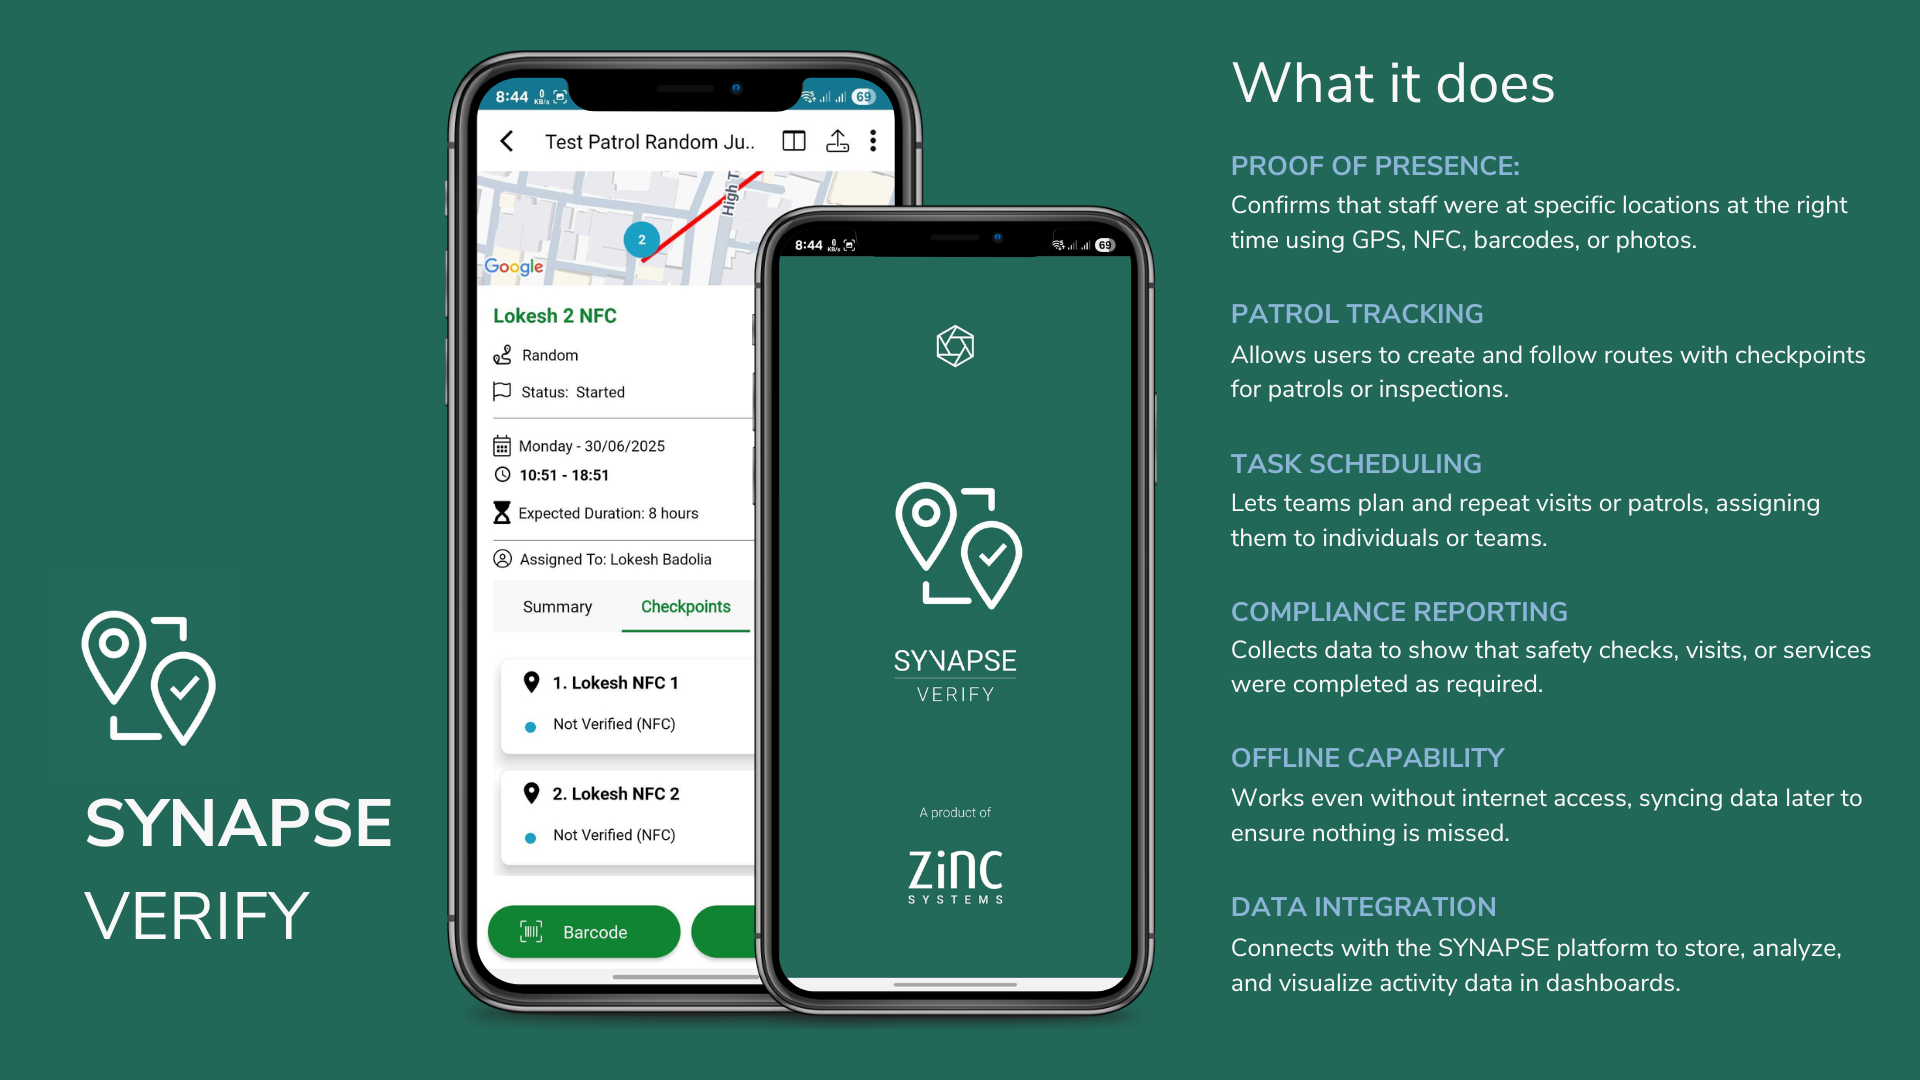 SYNAPSE
VERIFY
8:44 0 KB/s 69
Test Patrol Random Ju..
High T
2
Google
Lokesh 2 NFC
Random
Status: Started
Monday - 30/06/2025
10:51 - 18:51
Expected Duration: 8 hours
Assigned To: Lokesh Badolia
Summary Checkpoints
1. Lokesh NFC 1
Not Verified (NFC)
2. Lokesh NFC 2
Not Verified (NFC)
Barcode
8:44 0 KB/s 69
SYNAPSE
VERIFY
A product of
ZiNC
SYSTEMS
What it does
PROOF OF PRESENCE:
Confirms that staff were at specific locations at the right
time using GPS, NFC, barcodes, or photos.
PATROL TRACKING
Allows users to create and follow routes with checkpoints
for patrols or inspections.
TASK SCHEDULING
Lets teams plan and repeat visits or patrols, assigning
them to individuals or teams.
COMPLIANCE REPORTING
Collects data to show that safety checks, visits, or services
were completed as required.
OFFLINE CAPABILITY
Works even without internet access, syncing data later to
ensure nothing is missed.
DATA INTEGRATION
Connects with the SYNAPSE platform to store, analyze,
and visualize activity data in dashboards.